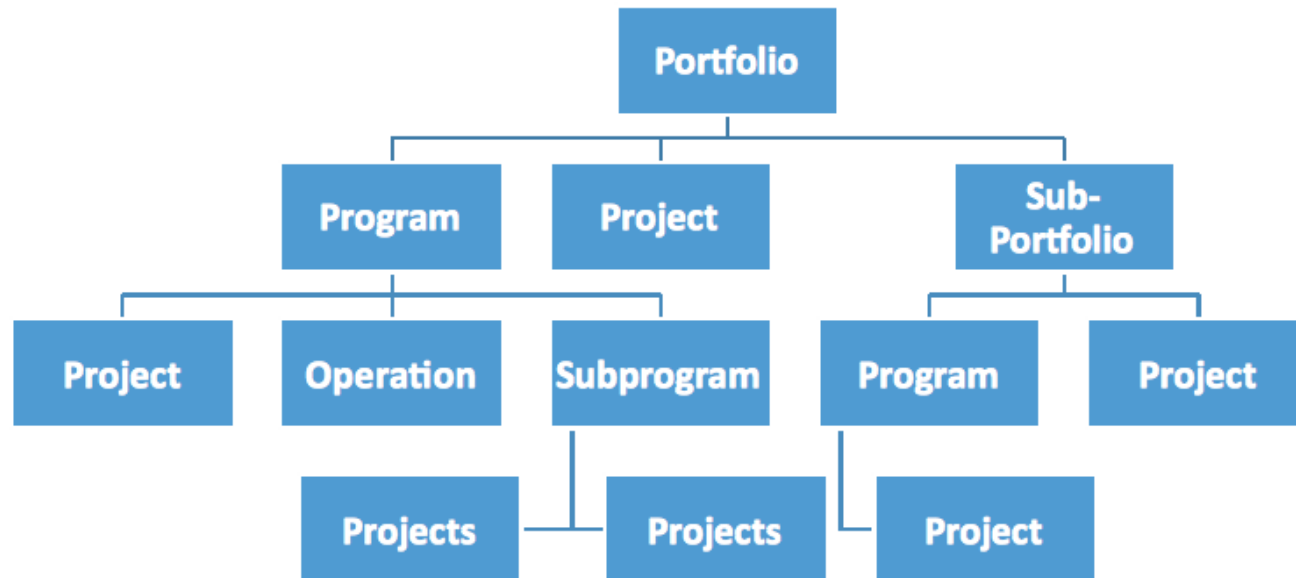 Portfolio
Program
Project
Sub-
Portfolio
Project
Operation
Subprogram
Program
Project
Projects
Projects
Project